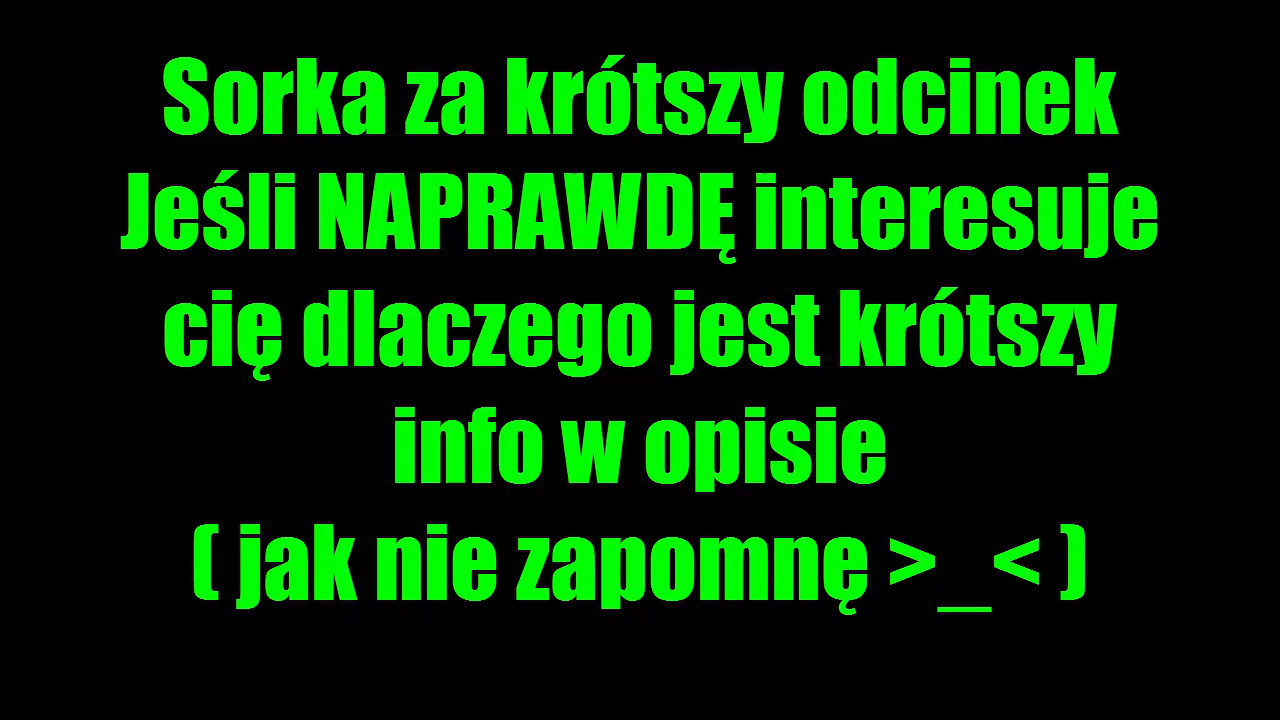 Sorka za krótszy odcinek
Jeśli NAPRAWDĘ interesuje
cię dlaczego jest krótszy
info w opisie
( jak nie zapomnę >_< )